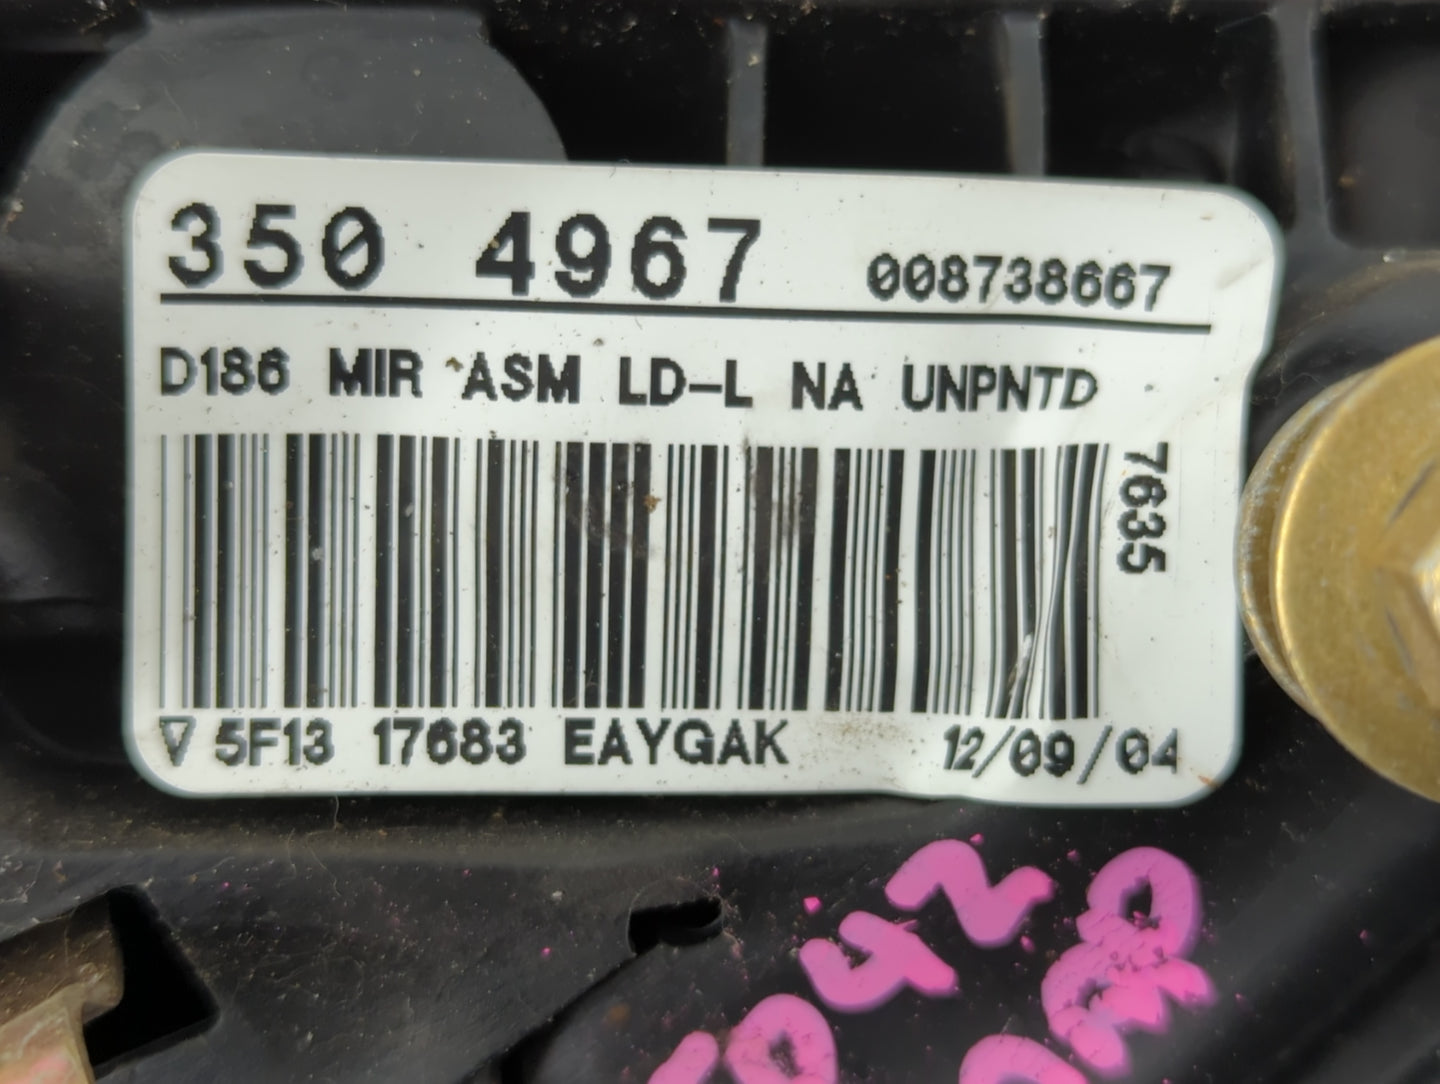 350 4967 008738667
D186 MIR ASM LD-L NA UNPNTD
7635
5F13 17683 EAYGAK 12/09/04